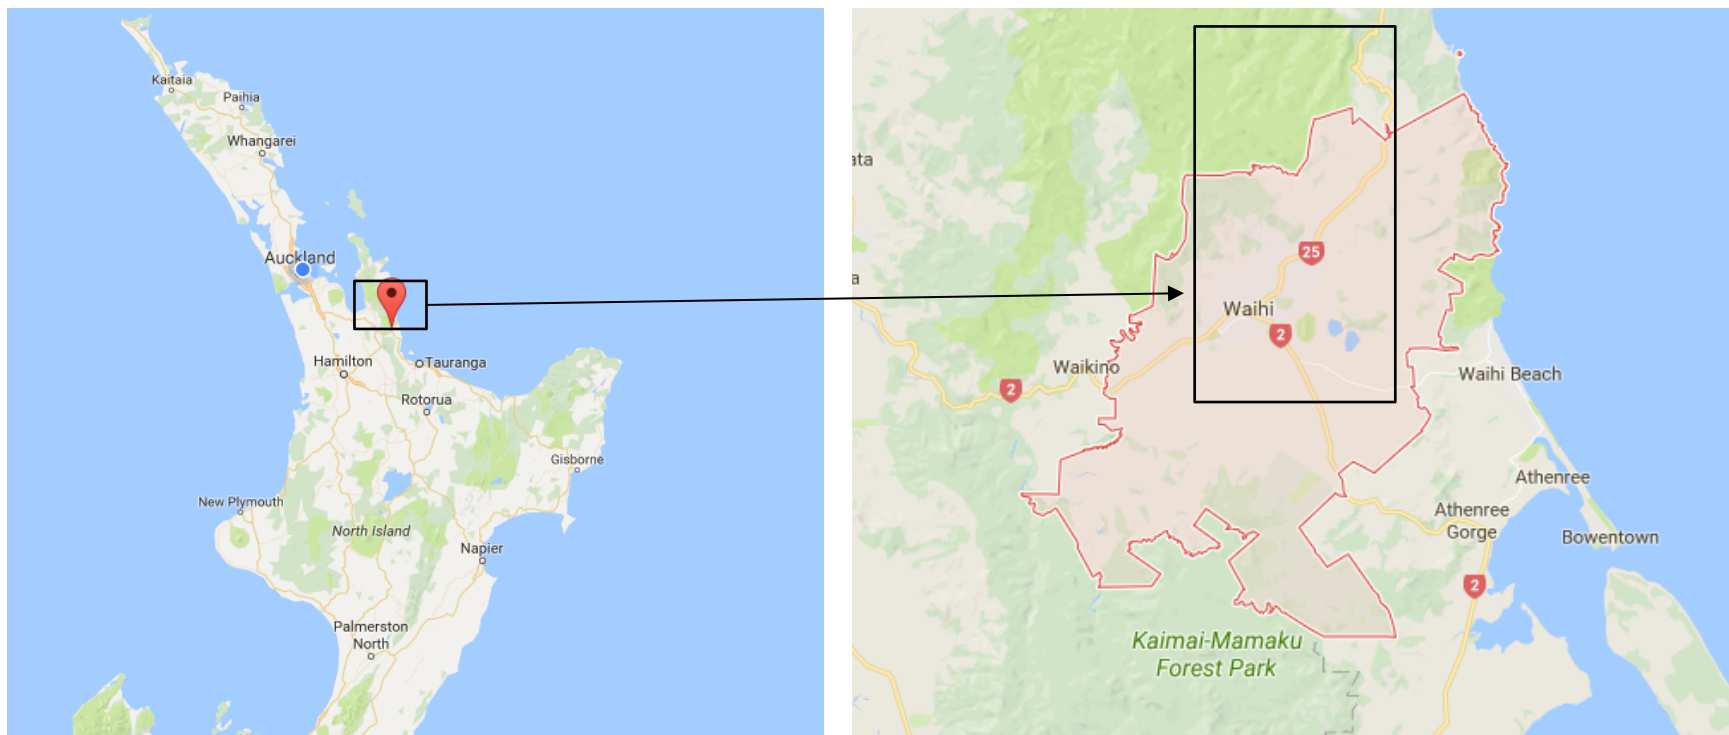 Kaitaia
Paihia
Whangarei
Auckland
Hamilton
Tauranga
Rotorua
Gisborne
New Plymouth
North Island
Napier
Palmerston
North
ata
25
Waihi
2
a
Waikino
2
Waihi Beach
Athenree
Athenree
Gorge
Bowentown
2
Kaimai-Mamaku
Forest Park